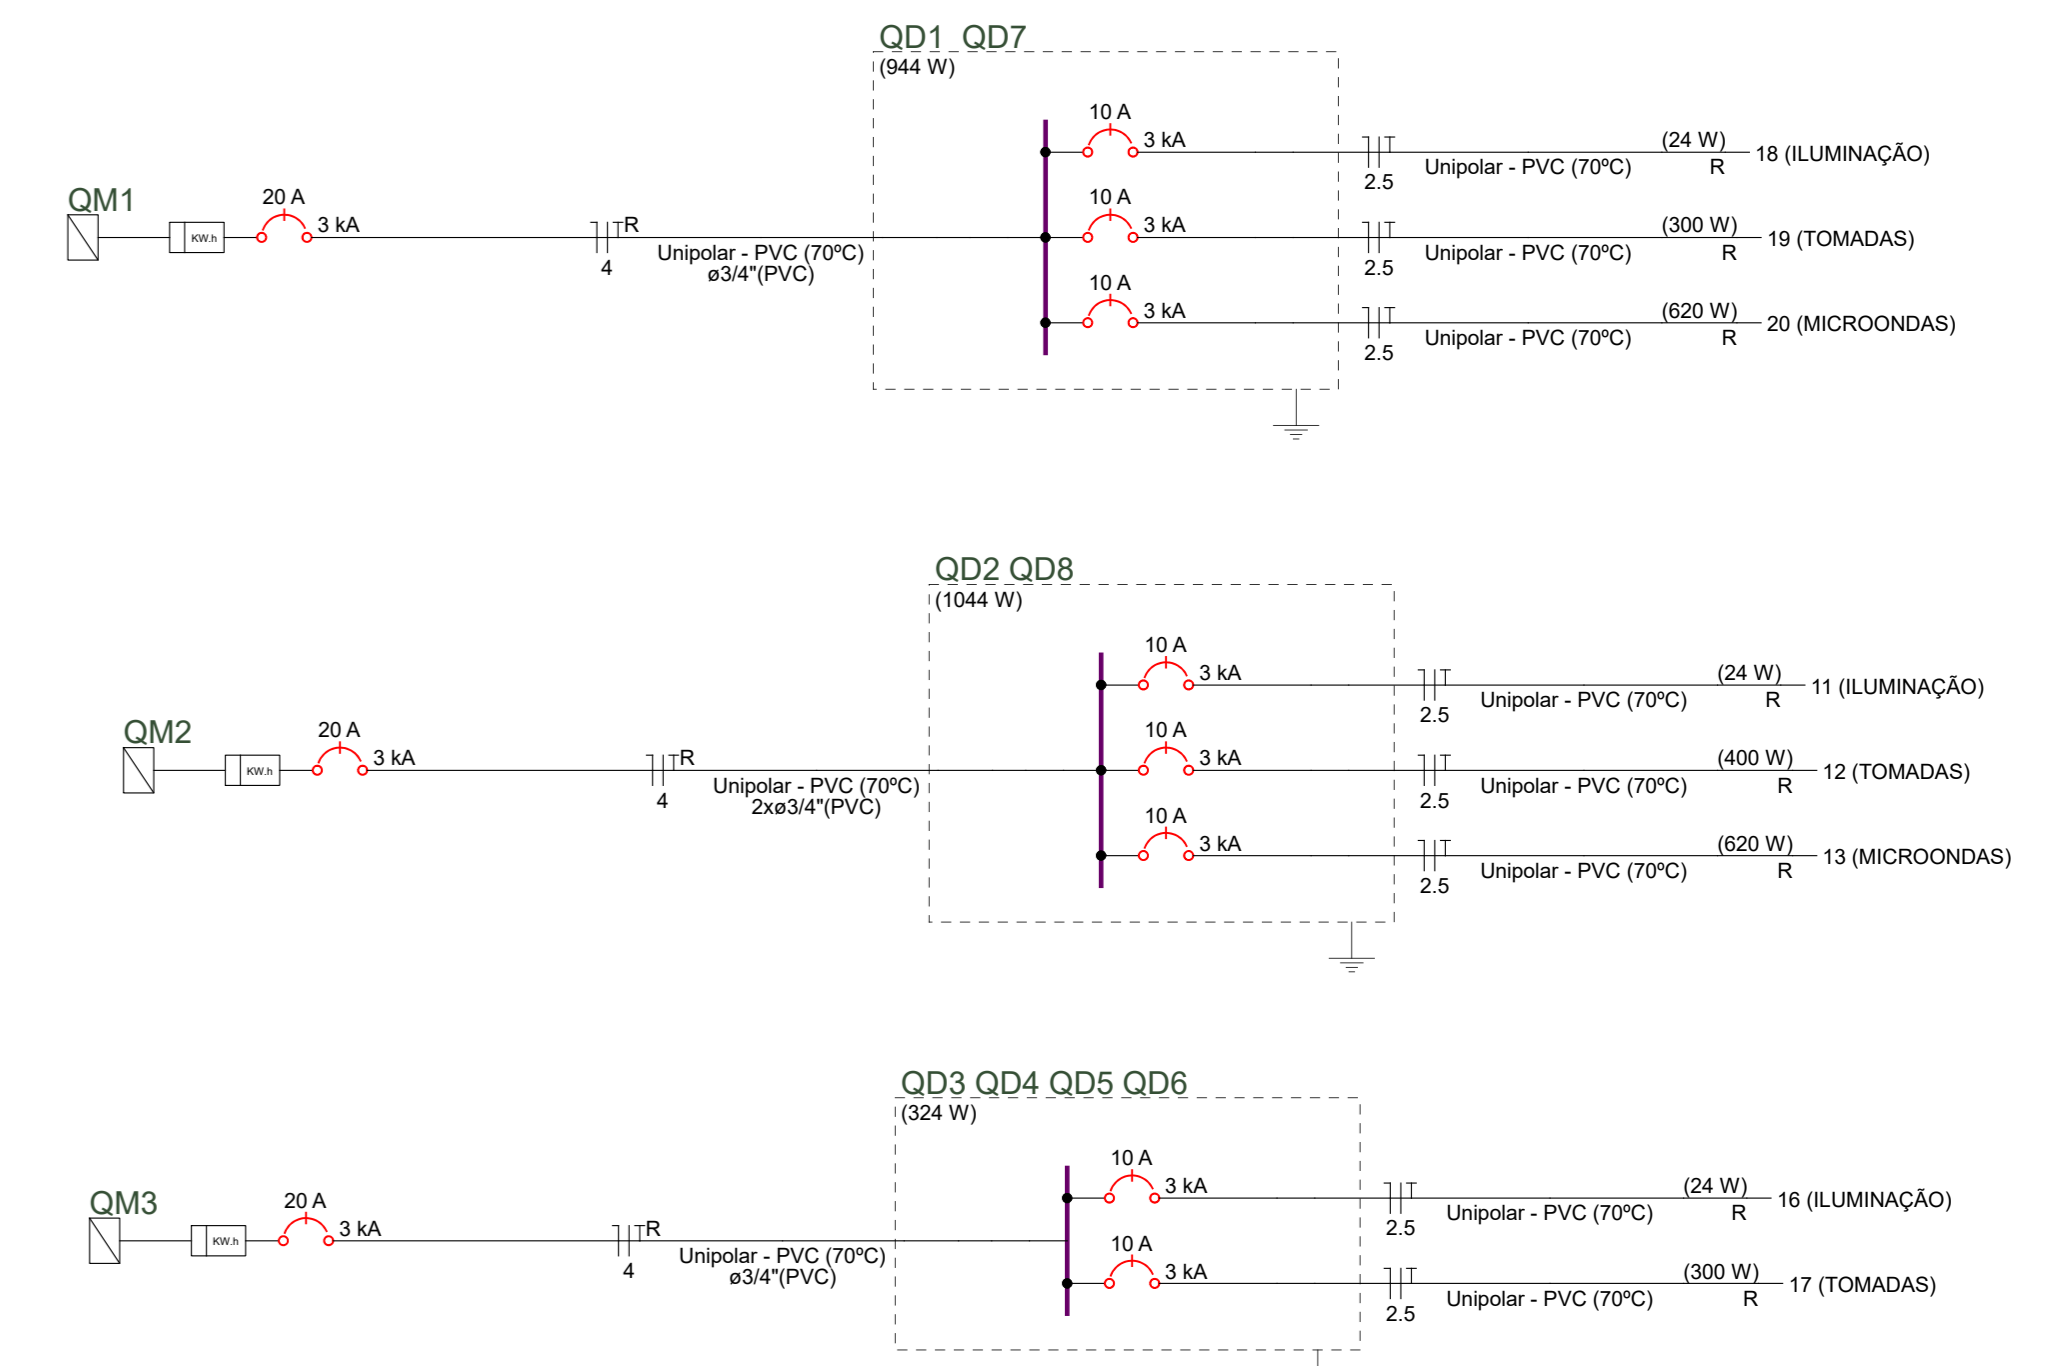 QD1 QD7
(944 W)
10 A
3 kA
(24 W)
18 (ILUMINAÇÃO)
2.5
Unipolar - PVC (70ºC)
R
QM1
KW.h
20 A
3 kA
R
4
Unipolar - PVC (70ºC)
ø3/4"(PVC)
10 A
3 kA
(300 W)
19 (TOMADAS)
2.5
Unipolar - PVC (70ºC)
R
10 A
3 kA
(620 W)
20 (MICROONDAS)
2.5
Unipolar - PVC (70ºC)
R
QD2 QD8
(1044 W)
10 A
3 kA
(24 W)
11 (ILUMINAÇÃO)
2.5
Unipolar - PVC (70ºC)
R
QM2
KW.h
20 A
3 kA
R
4
Unipolar - PVC (70ºC)
2xø3/4"(PVC)
10 A
3 kA
(400 W)
12 (TOMADAS)
2.5
Unipolar - PVC (70ºC)
R
10 A
3 kA
(620 W)
13 (MICROONDAS)
2.5
Unipolar - PVC (70ºC)
R
QD3 QD4 QD5 QD6
(324 W)
10 A
3 kA
(24 W)
16 (ILUMINAÇÃO)
2.5
Unipolar - PVC (70ºC)
R
QM3
KW.h
20 A
3 kA
R
4
Unipolar - PVC (70ºC)
ø3/4"(PVC)
10 A
3 kA
(300 W)
17 (TOMADAS)
2.5
Unipolar - PVC (70ºC)
R